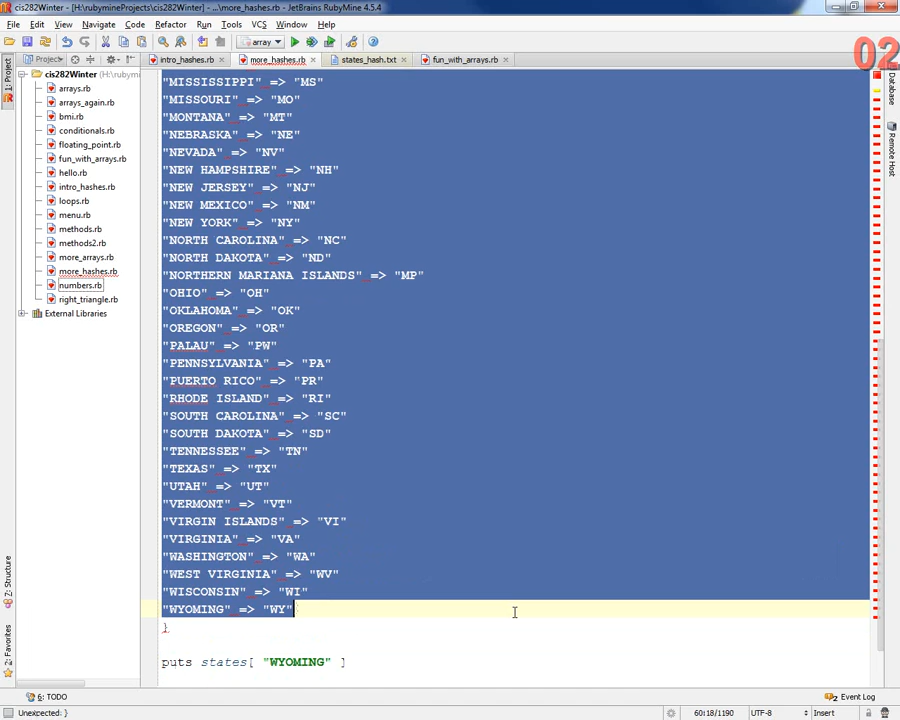 cis282Winter - [H:\rubymineProjects\cis282Winter] - ...\more_hashes.rb - JetBrains RubyMine 4.5.4
File Edit View Navigate Code Refactor Run Tools VCS Window Help
array
02
Project
intro_hashes.rb
more_hashes.rb
states_hash.txt
fun_with_arrays.rb
1: Project
Database
Remote Host
7: Structure
2: Favorites
cis282Winter
arrays.rb
arrays_again.rb
bmi.rb
conditionals.rb
floating_point.rb
fun_with_arrays.rb
hello.rb
intro_hashes.rb
loops.rb
menu.rb
methods.rb
methods2.rb
more_arrays.rb
more_hashes.rb
numbers.rb
right_triangle.rb
External Libraries
"MISSISSIPPI" => "MS"
"MISSOURI" => "MO"
"MONTANA" => "MT"
"NEBRASKA" => "NE"
"NEVADA" => "NV"
"NEW HAMPSHIRE" => "NH"
"NEW JERSEY" => "NJ"
"NEW MEXICO" => "NM"
"NEW YORK" => "NY"
"NORTH CAROLINA" => "NC"
"NORTH DAKOTA" => "ND"
"NORTHERN MARIANA ISLANDS" => "MP"
"OHIO" => "OH"
"OKLAHOMA" => "OK"
"OREGON" => "OR"
"PALAU" => "PW"
"PENNSYLVANIA" => "PA"
"PUERTO RICO" => "PR"
"RHODE ISLAND" => "RI"
"SOUTH CAROLINA" => "SC"
"SOUTH DAKOTA" => "SD"
"TENNESSEE" => "TN"
"TEXAS" => "TX"
"UTAH" => "UT"
"VERMONT" => "VT"
"VIRGIN ISLANDS" => "VI"
"VIRGINIA" => "VA"
"WASHINGTON" => "WA"
"WEST VIRGINIA" => "WV"
"WISCONSIN" => "WI"
"WYOMING" => "WY"
}
puts states[ "WYOMING" ]
6: TODO
2 Event Log
Unexpected: }
60:18/1190 UTF-8 Insert